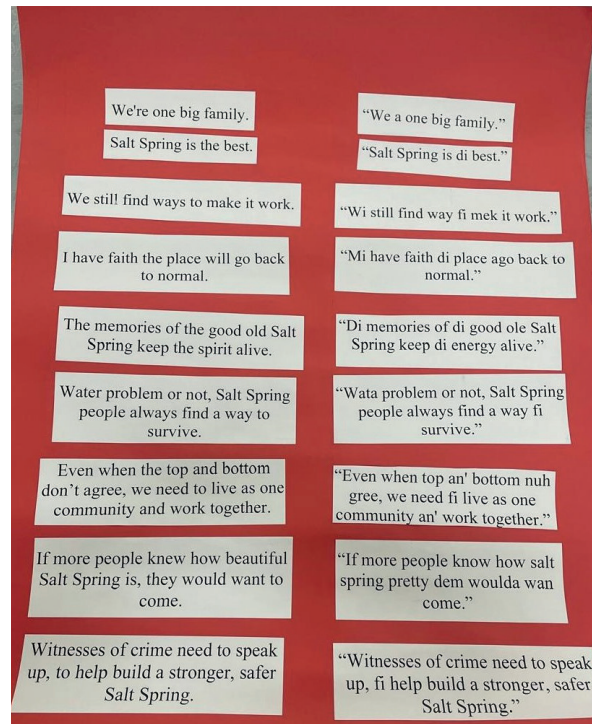 We're one big family.
“We a one big family.”
Salt Spring is the best.
“Salt Spring is di best.”
We still find ways to make it work.
“Wi still find way fi mek it work.”
I have faith the place will go back
to normal.
“Mi have faith di place ago back to
normal.”
The memories of the good old Salt
Spring keep the spirit alive.
“Di memories of di good ole Salt
Spring keep di energy alive.”
Water problem or not, Salt Spring
people always find a way to
survive.
“Wata problem or not, Salt Spring
people always find a way fi
survive.”
Even when the top and bottom
don’t agree, we need to live as one
community and work together.
“Even when top an' bottom nuh
gree, we need fi live as one
community an' work together.”
If more people knew how beautiful
Salt Spring is, they would want to
come.
“If more people know how salt
spring pretty dem woulda wan
come.”
Witnesses of crime need to speak
up, to help build a stronger, safer
Salt Spring.
“Witnesses of crime need to speak
up, fi help build a stronger, safer
Salt Spring.”